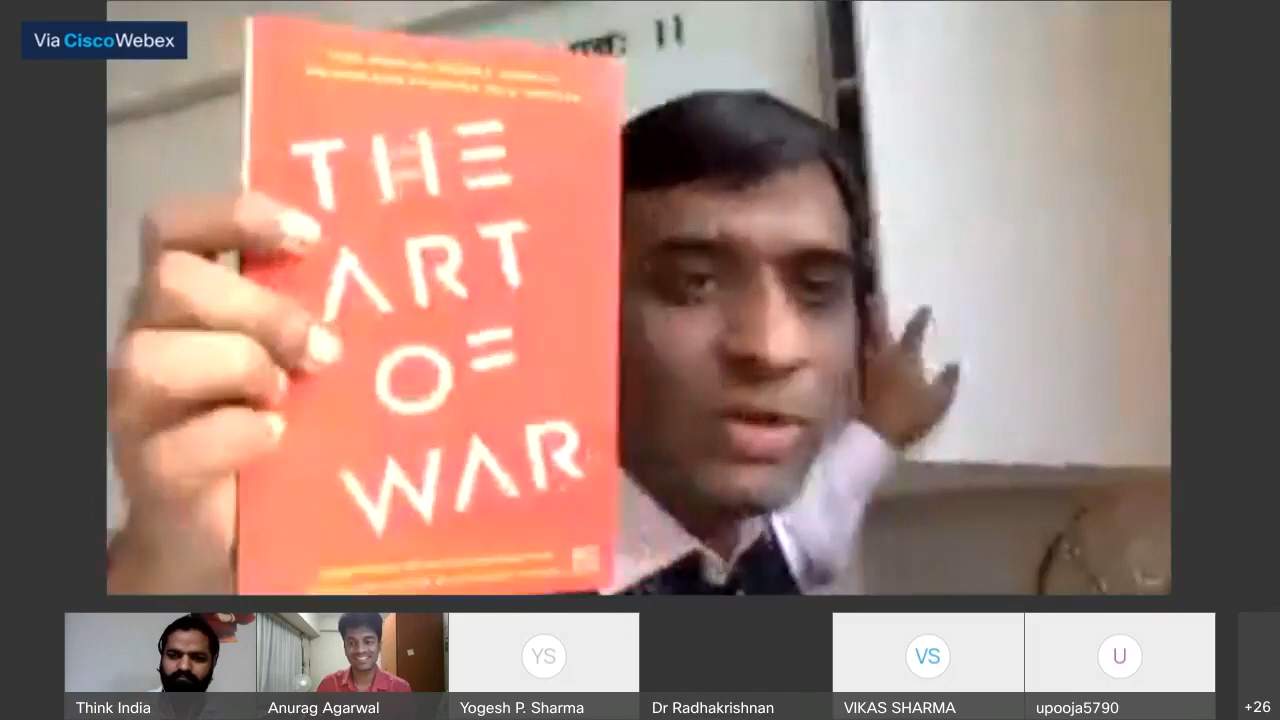 Via CiscoWebex
11
THE
ART
OF
WAR
YS
VS
U
Think India
Anurag Agarwal
Yogesh P. Sharma
Dr Radhakrishnan
VIKAS SHARMA
upooja5790
+26